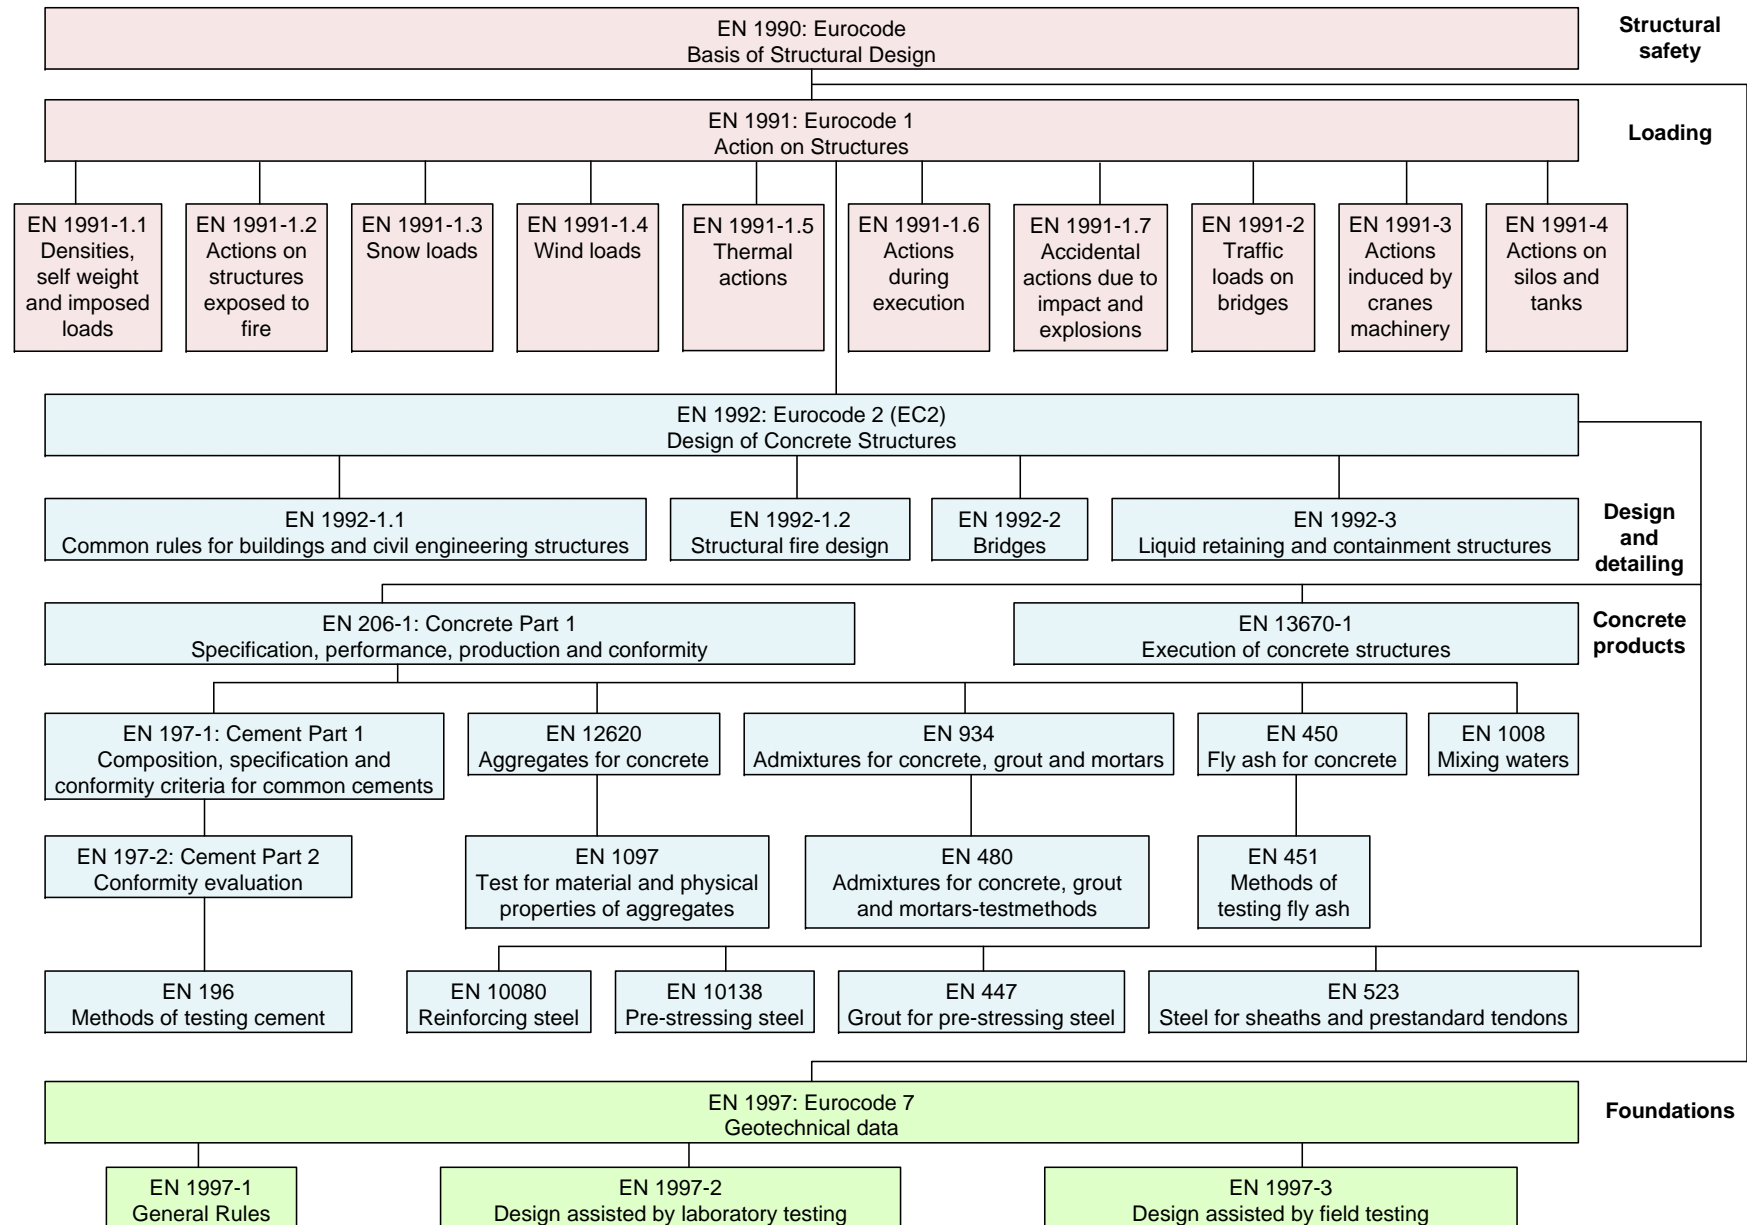 EN 1990: Eurocode
Basis of Structural Design
Structural
safety
EN 1991: Eurocode 1
Action on Structures
Loading
EN 1991-1.1
Densities,
self weight
and imposed
loads
EN 1991-1.2
Actions on
structures
exposed to
fire
EN 1991-1.3
Snow loads
EN 1991-1.4
Wind loads
EN 1991-1.5
Thermal
actions
EN 1991-1.6
Actions
during
execution
EN 1991-1.7
Accidental
actions due to
impact and
explosions
EN 1991-2
Traffic
loads on
bridges
EN 1991-3
Actions
induced by
cranes
machinery
EN 1991-4
Actions on
silos and
tanks
EN 1992: Eurocode 2 (EC2)
Design of Concrete Structures
EN 1992-1.1
Common rules for buildings and civil engineering structures
EN 1992-1.2
Structural fire design
EN 1992-2
Bridges
EN 1992-3
Liquid retaining and containment structures
Design
and
detailing
EN 206-1: Concrete Part 1
Specification, performance, production and conformity
EN 13670-1
Execution of concrete structures
Concrete
products
EN 197-1: Cement Part 1
Composition, specification and
conformity criteria for common cements
EN 12620
Aggregates for concrete
EN 934
Admixtures for concrete, grout and mortars
EN 450
Fly ash for concrete
EN 1008
Mixing waters
EN 197-2: Cement Part 2
Conformity evaluation
EN 1097
Test for material and physical
properties of aggregates
EN 480
Admixtures for concrete, grout
and mortars-testmethods
EN 451
Methods of
testing fly ash
EN 196
Methods of testing cement
EN 10080
Reinforcing steel
EN 10138
Pre-stressing steel
EN 447
Grout for pre-stressing steel
EN 523
Steel for sheaths and prestandard tendons
EN 1997: Eurocode 7
Geotechnical data
Foundations
EN 1997-1
General Rules
EN 1997-2
Design assisted by laboratory testing
EN 1997-3
Design assisted by field testing